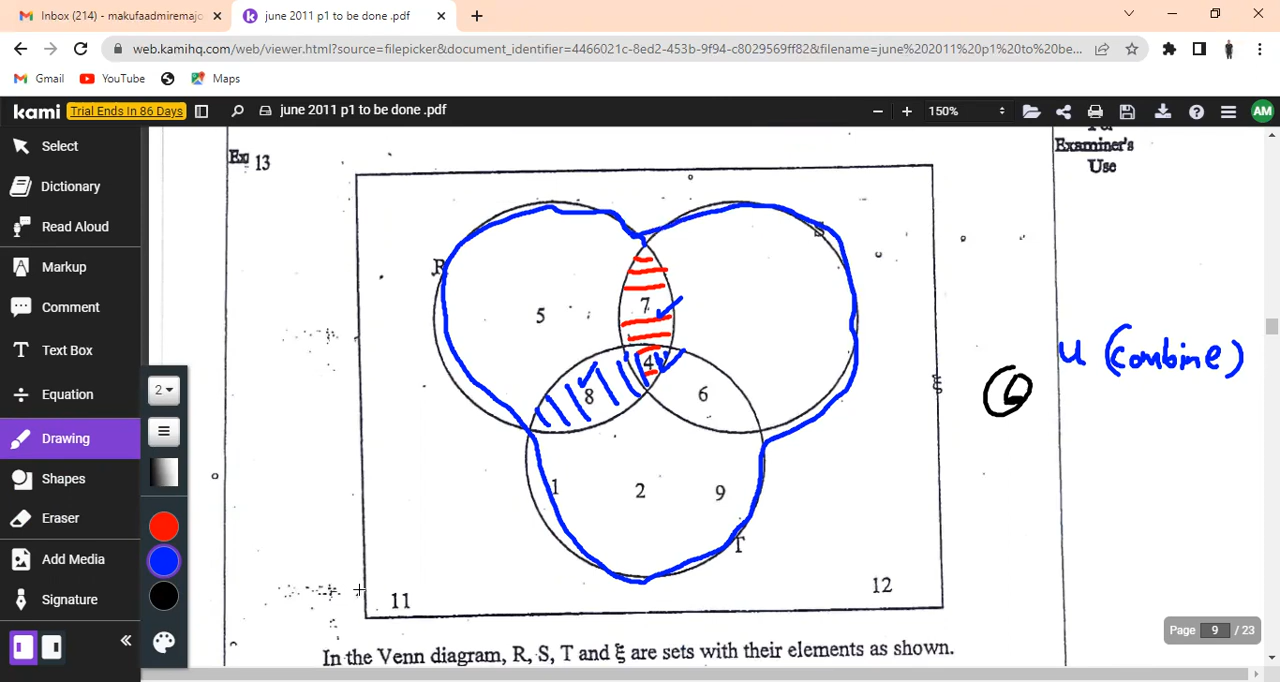 Inbox (214) - makufaadmiremajo
june 2011 p1 to be done .pdf
web.kamihq.com/web/viewer.html?source=filepicker&document_identifier=4466021c-8ed2-453b-9f94-c8029569ff82&filename=june%202011%20p1%20to%20be...
Gmail
YouTube
Maps
kami
Trial Ends In 86 Days
june 2011 p1 to be done .pdf
150%
AM
Select
Dictionary
Read Aloud
Markup
Comment
Text Box
Equation
Drawing
Shapes
Eraser
Add Media
Signature
2
13
Examiner's
Use
R
S
5
7
4
8
6
ξ
U (combine)
1
2
9
T
11
12
In the Venn diagram, R, S, T and ξ are sets with their elements as shown.
Page 9 / 23